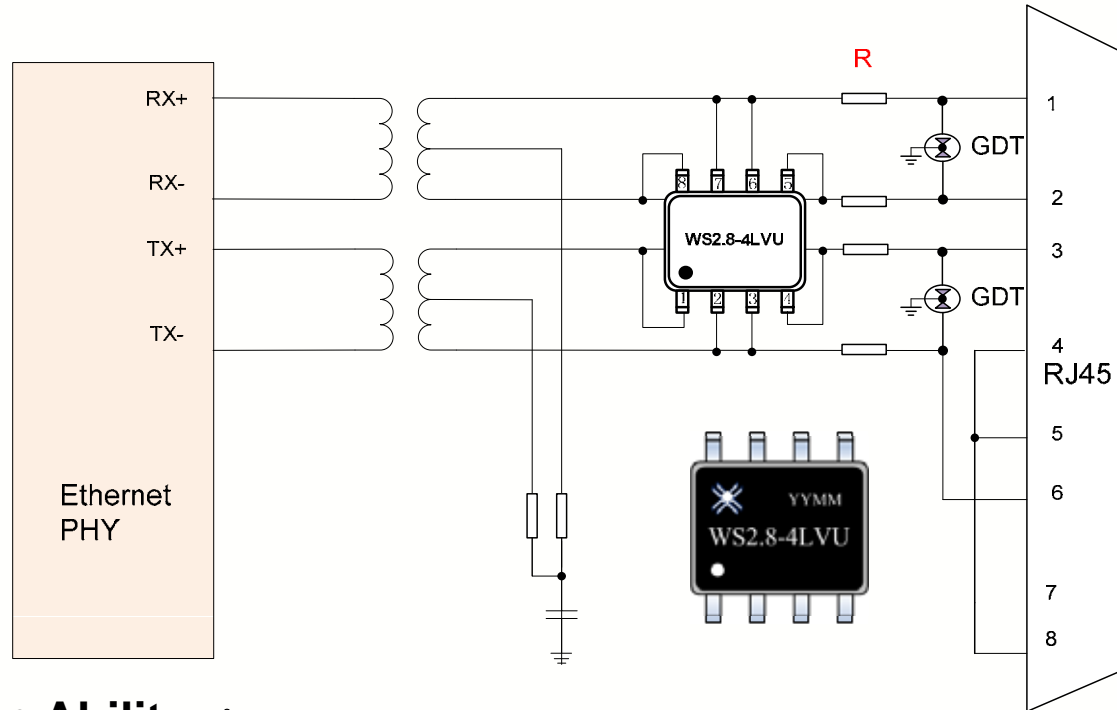 R
RX+
1
GDT
RX-
8
7
6
5
2
WS2.8-4LVU
TX+
3
1
2
3
4
GDT
TX-
4
RJ45
5
Ethernet
PHY
6
YYMM
WS2.8-4LVU
7
8